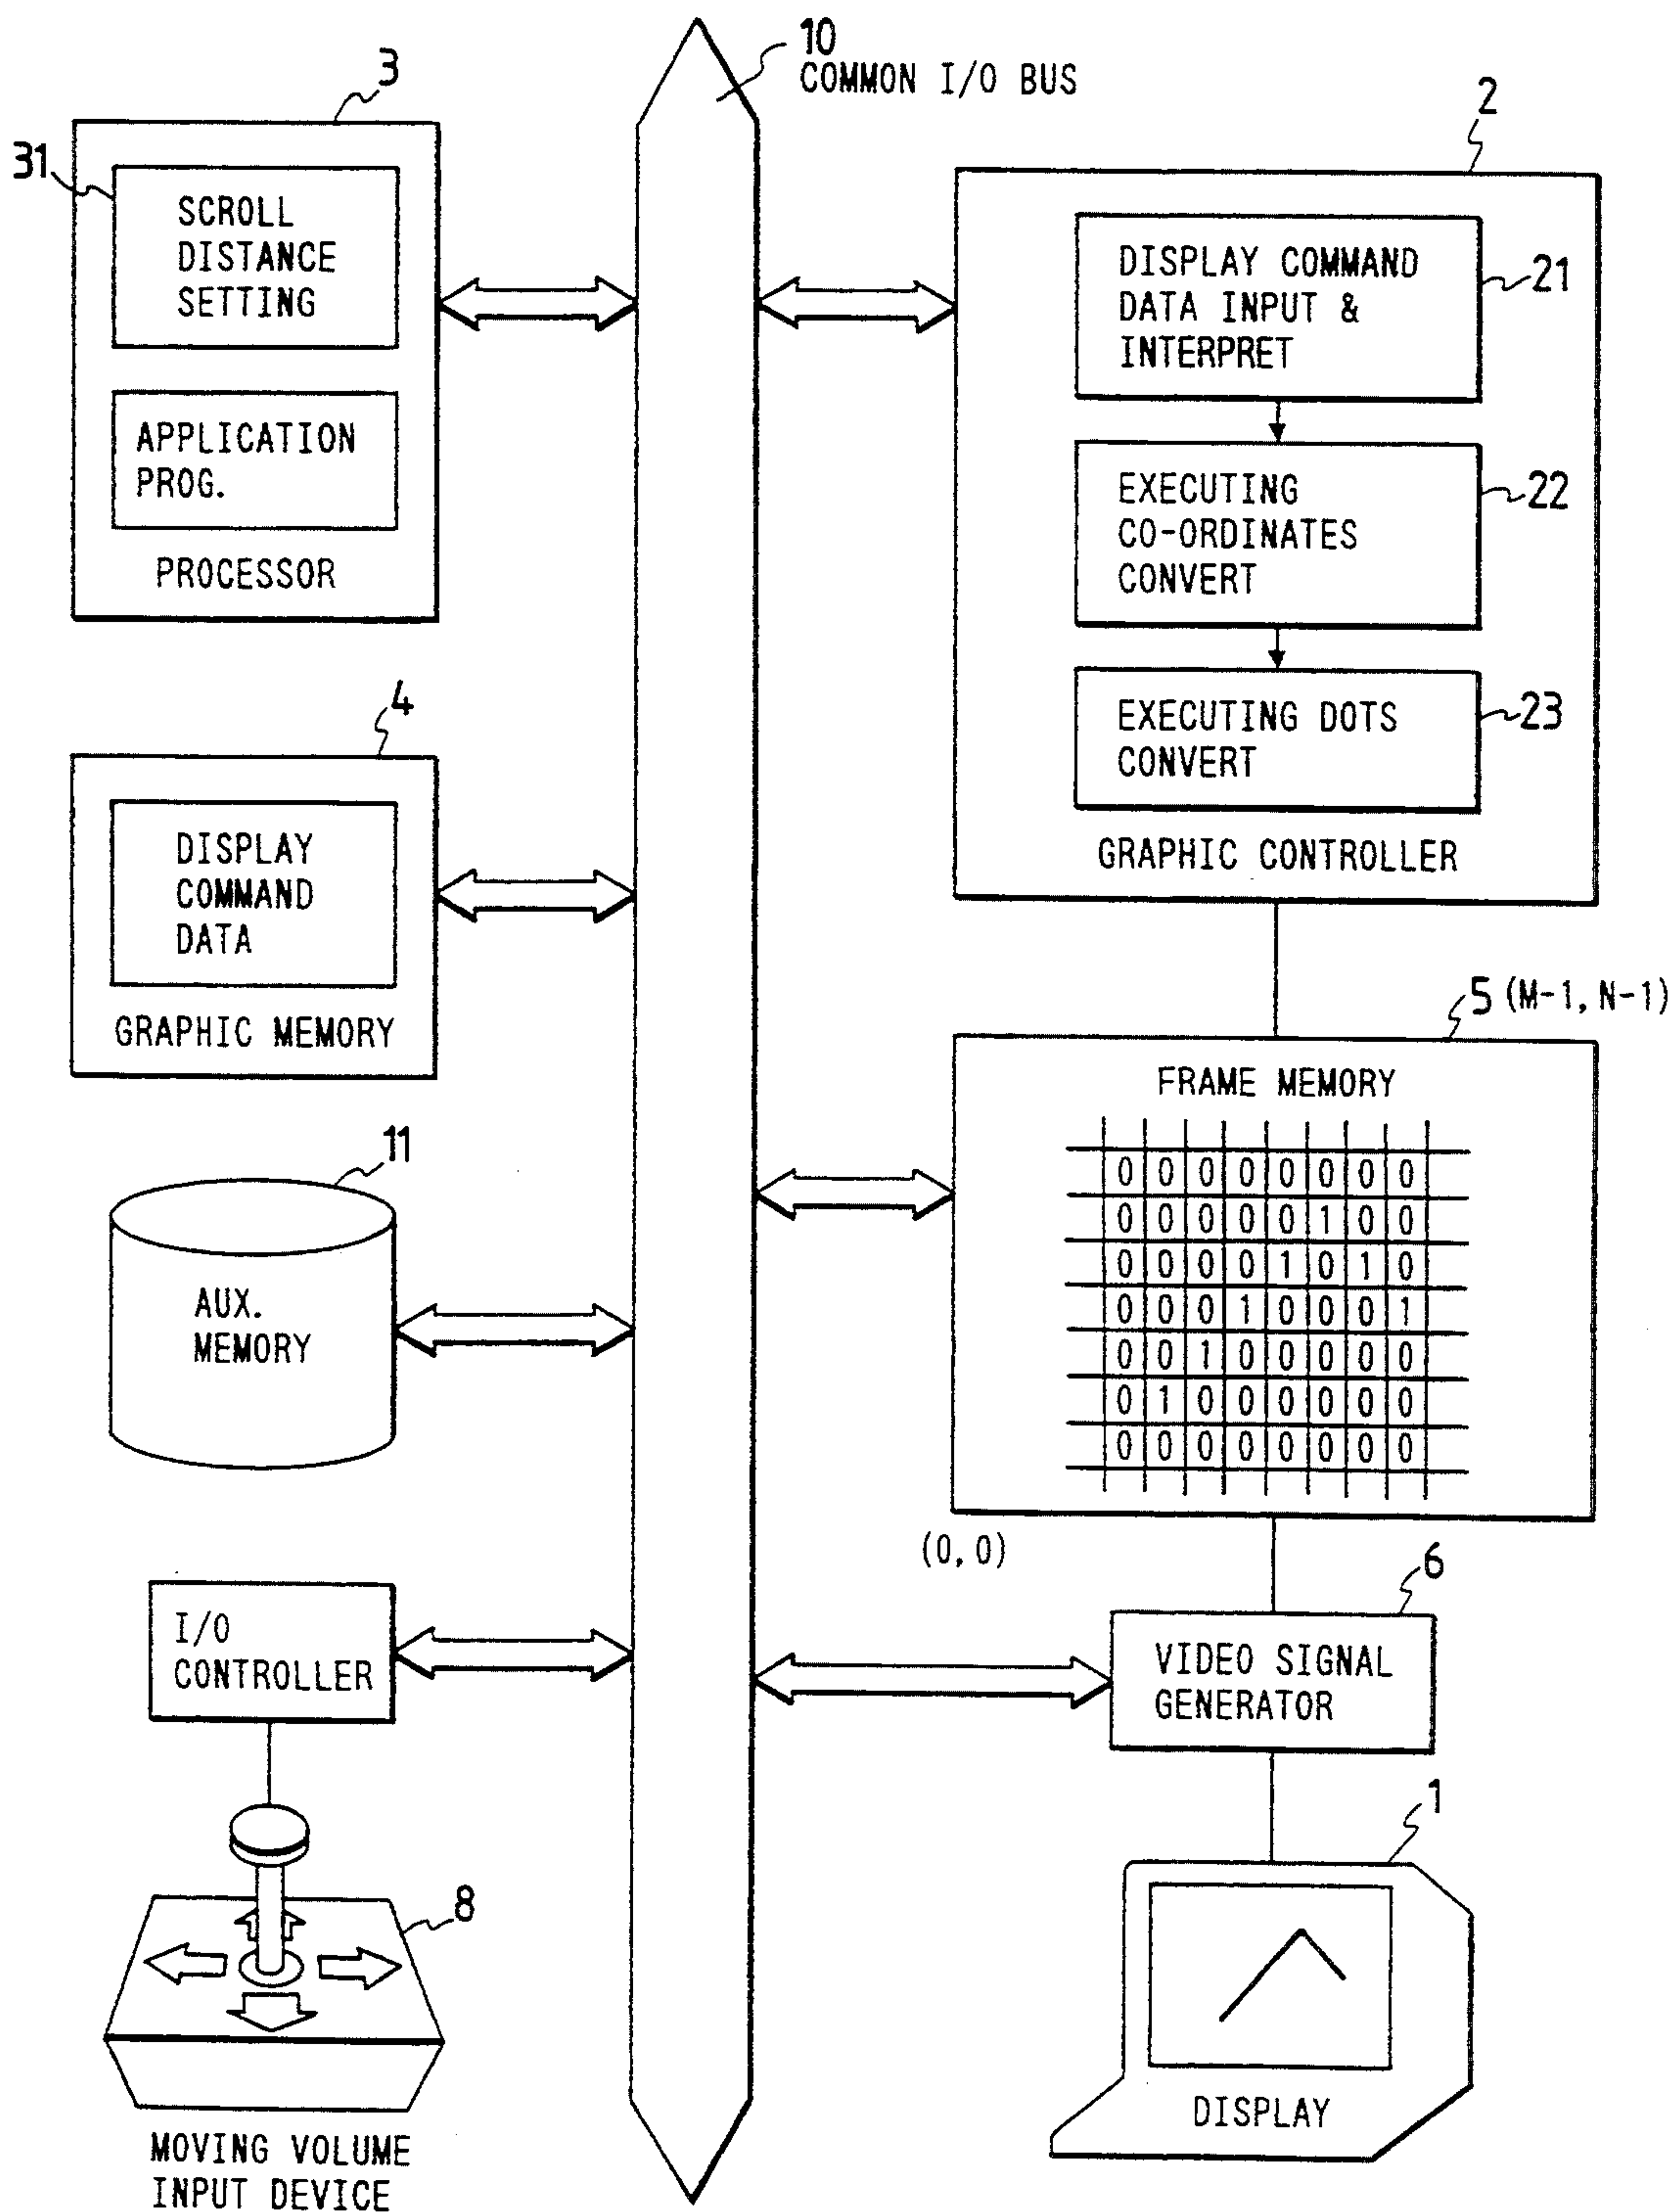 10
COMMON I/O BUS
3
31
SCROLL
DISTANCE
SETTING
APPLICATION
PROG.
PROCESSOR
2
DISPLAY COMMAND
DATA INPUT &
INTERPRET
21
EXECUTING
CO-ORDINATES
CONVERT
22
EXECUTING DOTS
CONVERT
23
GRAPHIC CONTROLLER
4
DISPLAY
COMMAND
DATA
GRAPHIC MEMORY
5 (M-1, N-1)
FRAME MEMORY
0 0 0 0 0 0 0 0
0 0 0 0 0 1 0 0
0 0 0 0 1 0 1 0
0 0 0 1 0 0 0 1
0 0 1 0 0 0 0 0
0 1 0 0 0 0 0 0
0 0 0 0 0 0 0 0
(0, 0)
11
AUX.
MEMORY
I/O
CONTROLLER
6
VIDEO SIGNAL
GENERATOR
8
MOVING VOLUME
INPUT DEVICE
1
DISPLAY